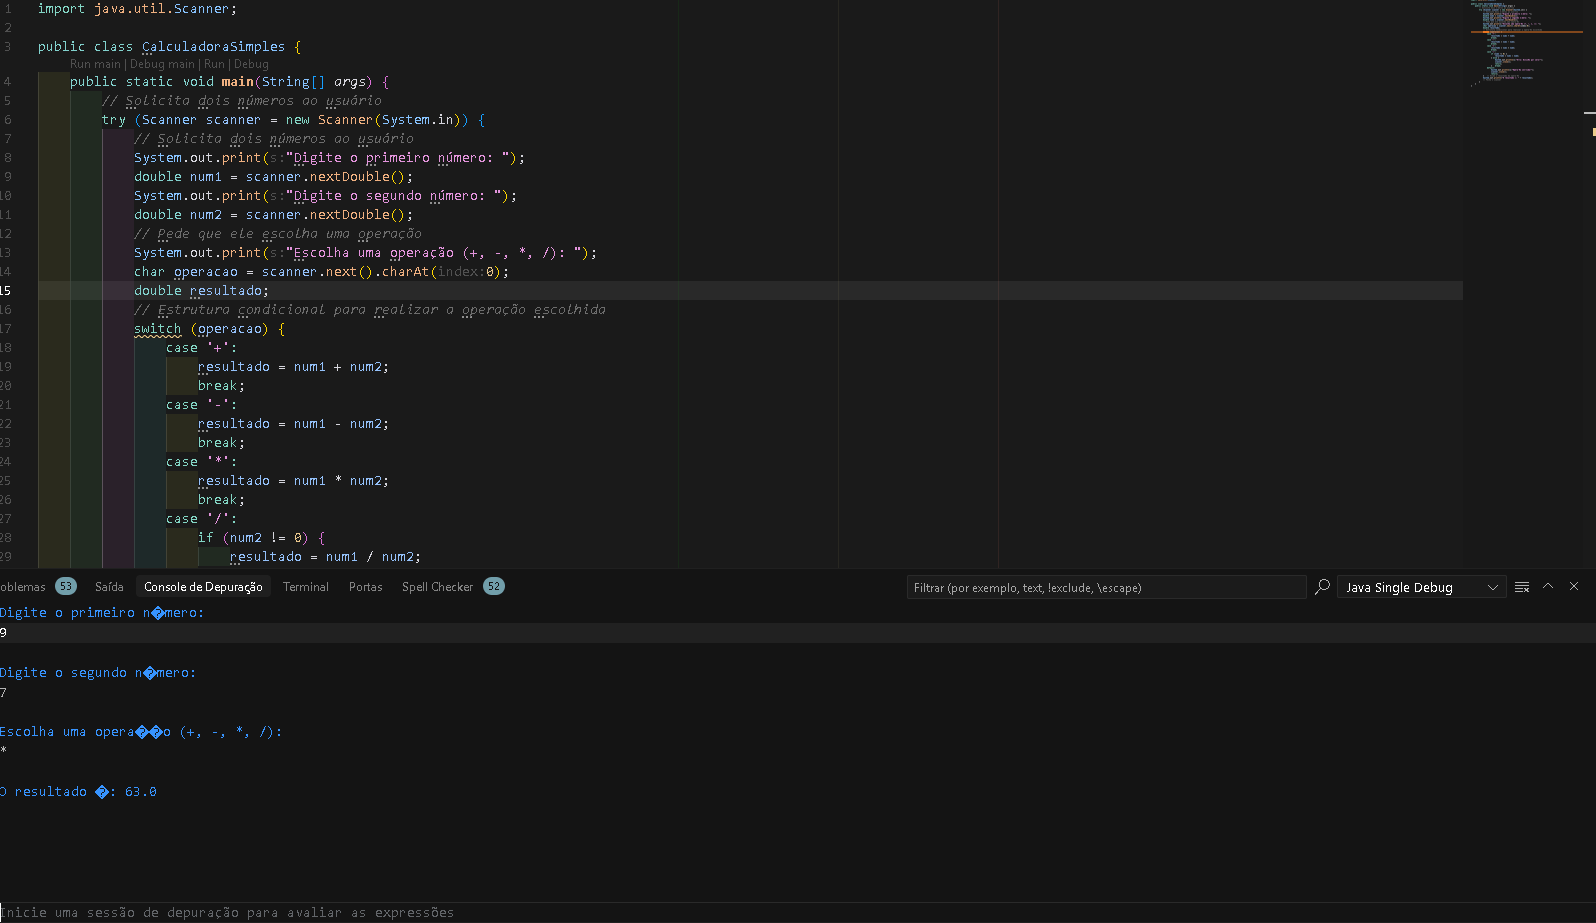 1 import java.util.Scanner;
2
3 public class CalculadoraSimples {
Run main | Debug main | Run | Debug
4 public static void main(String[] args) {
5 // Solicita dois números ao usuário
6 try (Scanner scanner = new Scanner(System.in)) {
7 // Solicita dois números ao usuário
8 System.out.print(s:"Digite o primeiro número: ");
9 double num1 = scanner.nextDouble();
10 System.out.print(s:"Digite o segundo número: ");
11 double num2 = scanner.nextDouble();
12 // Pede que ele escolha uma operação
13 System.out.print(s:"Escolha uma operação (+, -, *, /): ");
14 char operacao = scanner.next().charAt(index:0);
15 double resultado;
16 // Estrutura condicional para realizar a operação escolhida
17 switch (operacao) {
18 case '+':
19 resultado = num1 + num2;
20 break;
21 case '-':
22 resultado = num1 - num2;
23 break;
24 case '*':
25 resultado = num1 * num2;
26 break;
27 case '/':
28 if (num2 != 0) {
29 resultado = num1 / num2;
oblemas 53 Saída Console de Depuração Terminal Portas Spell Checker 52 Filtrar (por exemplo, text, !exclude, \escape) Java Single Debug
Digite o primeiro n�mero:
9
Digite o segundo n�mero:
7
Escolha uma opera��o (+, -, *, /):
*
O resultado �: 63.0
Inicie uma sessão de depuração para avaliar as expressões